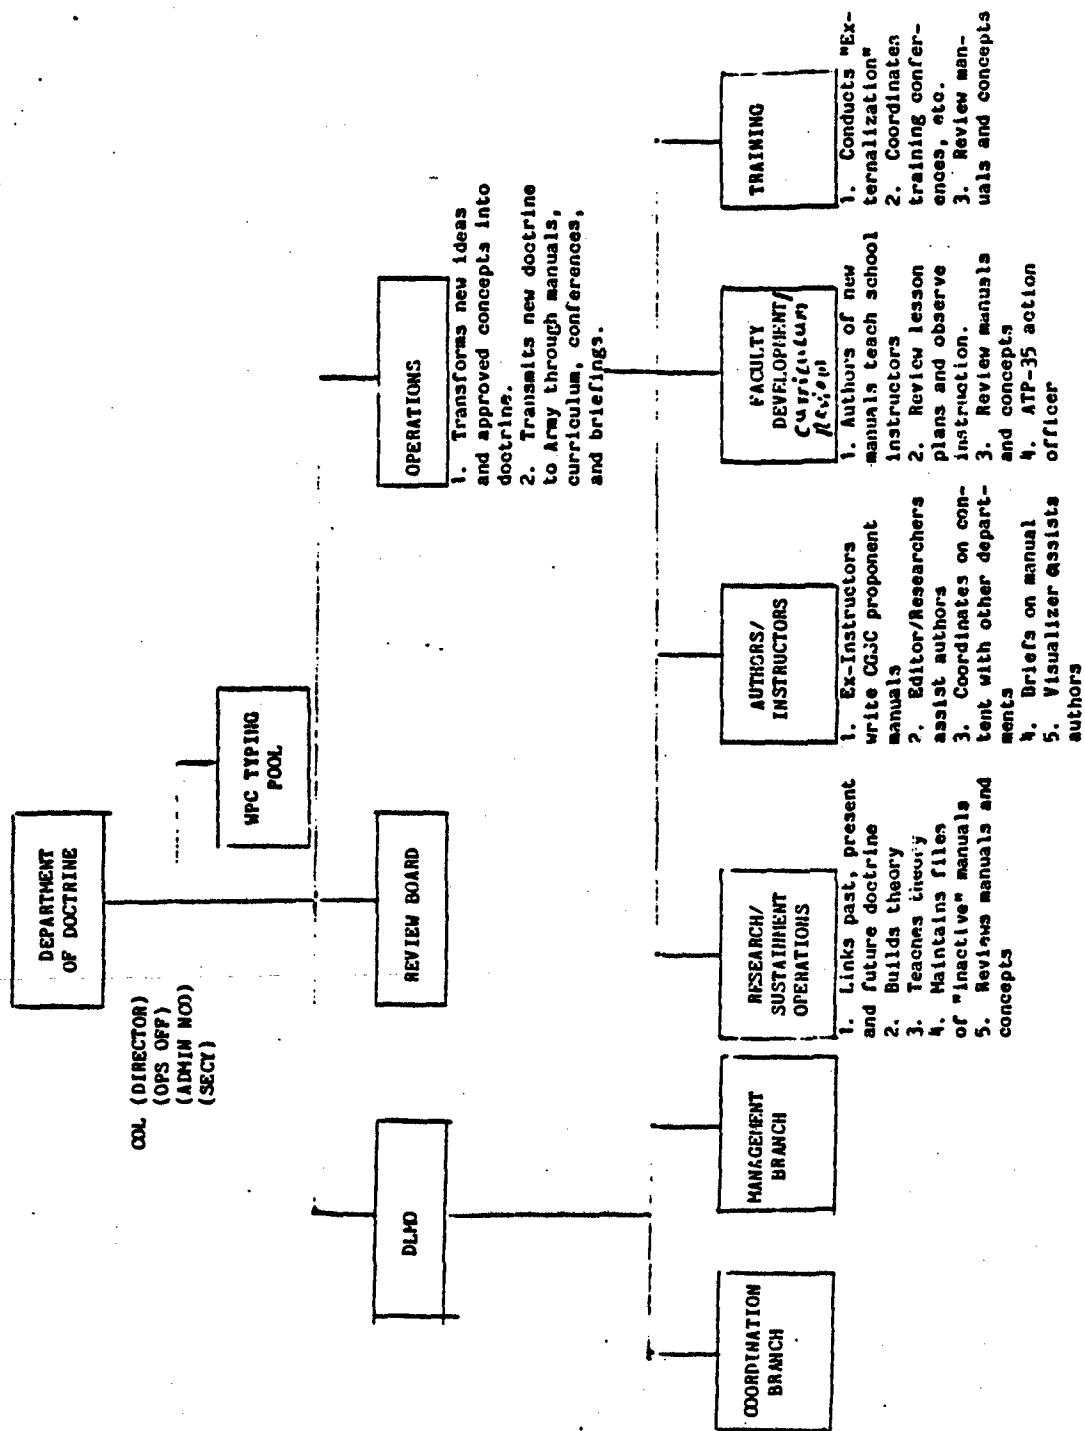 DEPARTMENT
OF DOCTRINE
COL (DIRECTOR)
(OPS OFF)
(ADMIN NCO)
(SECY)
WPC TYPING
POOL
DLMD
REVIEW BOARD
OPERATIONS
1. Transforms new ideas
and approved concepts into
doctrine.
2. Transmits new doctrine
to Army through manuals,
curriculum, conferences,
and briefings.
COORDINATION
BRANCH
MANAGEMENT
BRANCH
RESEARCH/
SUSTAINMENT
OPERATIONS
1. Links past, present
and future doctrine
2. Builds theory
3. Teaches theory
4. Maintains files
of "inactive" manuals
5. Reviews manuals and
concepts
AUTHORS/
INSTRUCTORS
1. Ex-Instructors
write CGSC proponent
manuals
2. Editor/Researchers
assist authors
3. Coordinates on con-
tent with other depart-
ments
4. Briefs on manual
5. Visualizer assists
authors
FACULTY
DEVELOPMENT/
Curriculum
Review
1. Authors of new
manuals teach school
instructors
2. Review lesson
plans and observe
instruction.
3. Review manuals
and concepts
4. ATP-35 action
officer
TRAINING
1. Conducts "Ex-
ternalization"
2. Coordinates
training confer-
ences, etc.
3. Review man-
uals and concepts